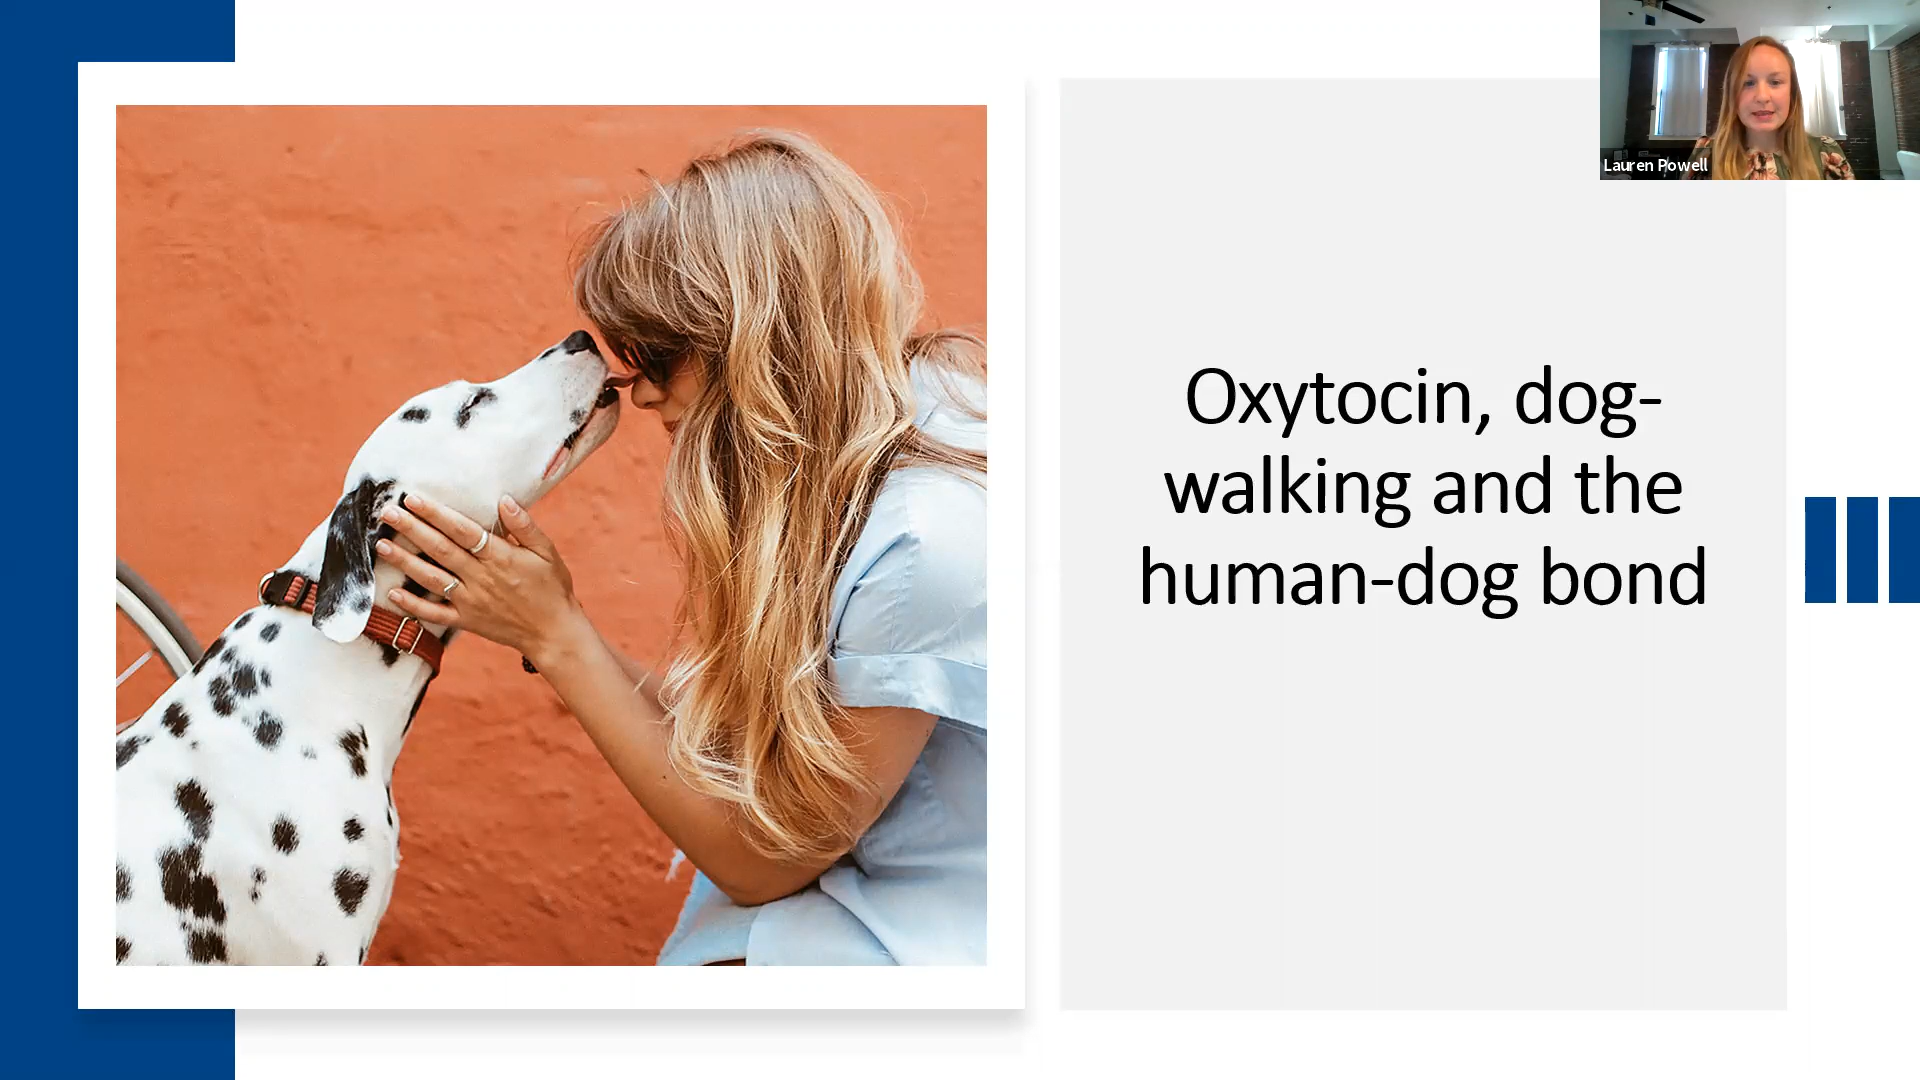 Lauren Powell
Oxytocin, dog-
walking and the
human-dog bond